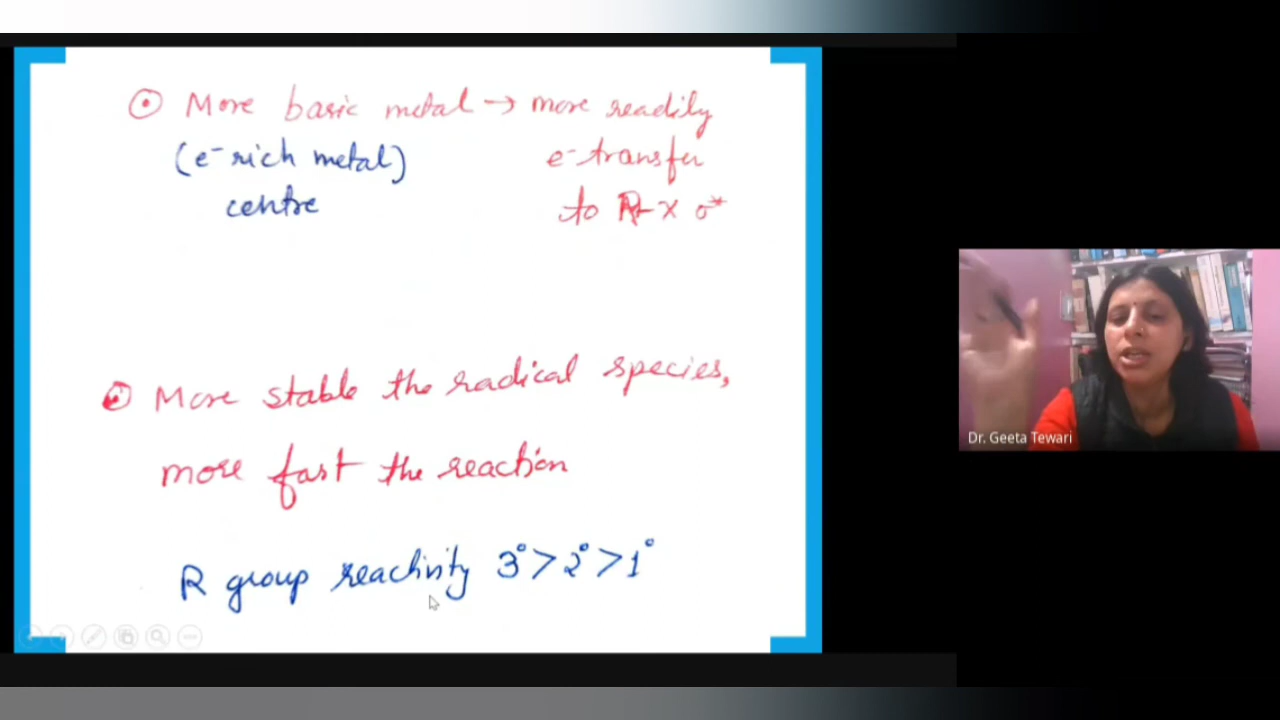 More basic metal → more readily
(e⁻ rich metal) e⁻ transfer
centre to R-X σ*
More stable the radical species,
more fast the reaction
R group reactivity 3° > 2° > 1°
Dr. Geeta Tewari